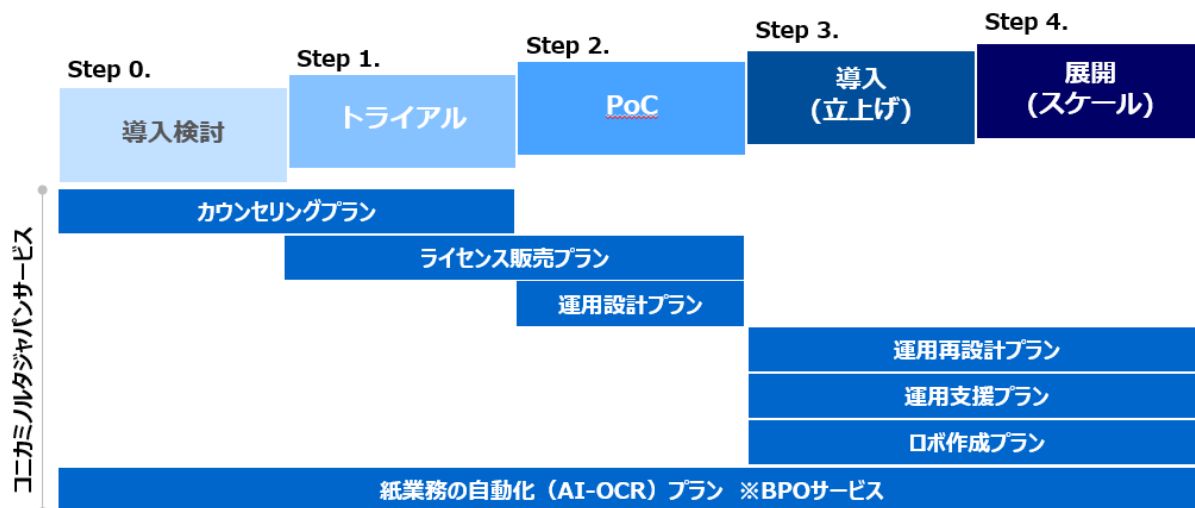 Step 0.
導入検討
Step 1.
トライアル
Step 2.
PoC
Step 3.
導入
(立上げ)
Step 4.
展開
(スケール)
コニカミノルタジャパンサービス
カウンセリングプラン
ライセンス販売プラン
運用設計プラン
運用再設計プラン
運用支援プラン
ロボ作成プラン
紙業務の自動化（AI-OCR）プラン ※BPOサービス